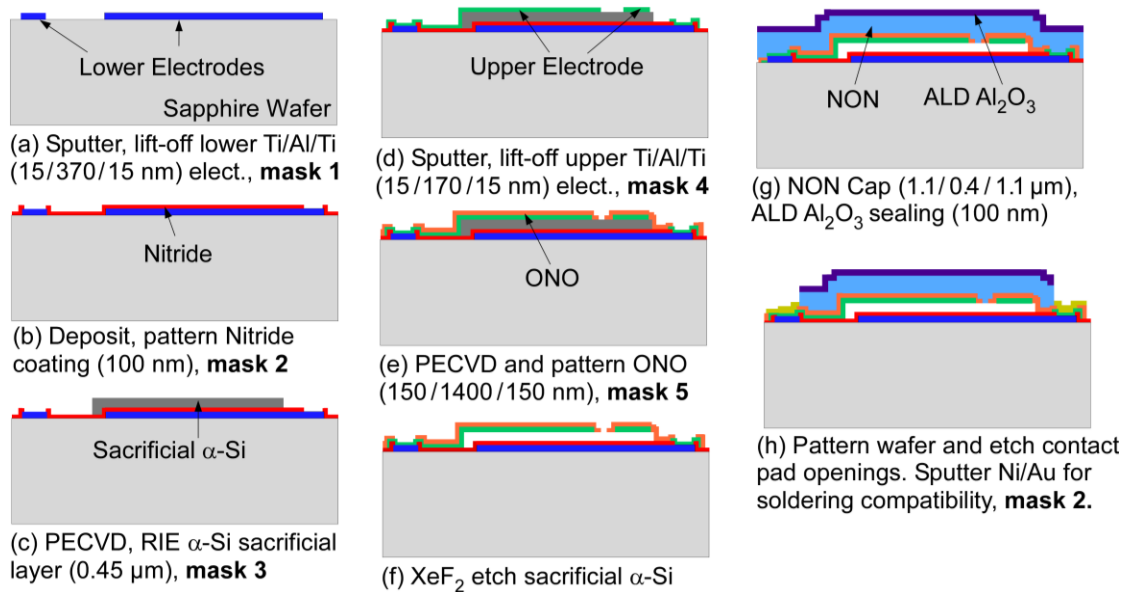 Lower Electrodes
Sapphire Wafer
(a) Sputter, lift-off lower Ti/Al/Ti
(15/370/15 nm) elect., mask 1
Nitride
(b) Deposit, pattern Nitride
coating (100 nm), mask 2
Sacrificial α-Si
(c) PECVD, RIE α-Si sacrificial
layer (0.45 μm), mask 3
Upper Electrode
(d) Sputter, lift-off upper Ti/Al/Ti
(15/170/15 nm) elect., mask 4
ONO
(e) PECVD and pattern ONO
(150/1400/150 nm), mask 5
(f) XeF₂ etch sacrificial α-Si
NON
ALD Al₂O₃
(g) NON Cap (1.1/0.4/1.1 μm),
ALD Al₂O₃ sealing (100 nm)
(h) Pattern wafer and etch contact
pad openings. Sputter Ni/Au for
soldering compatibility, mask 2.